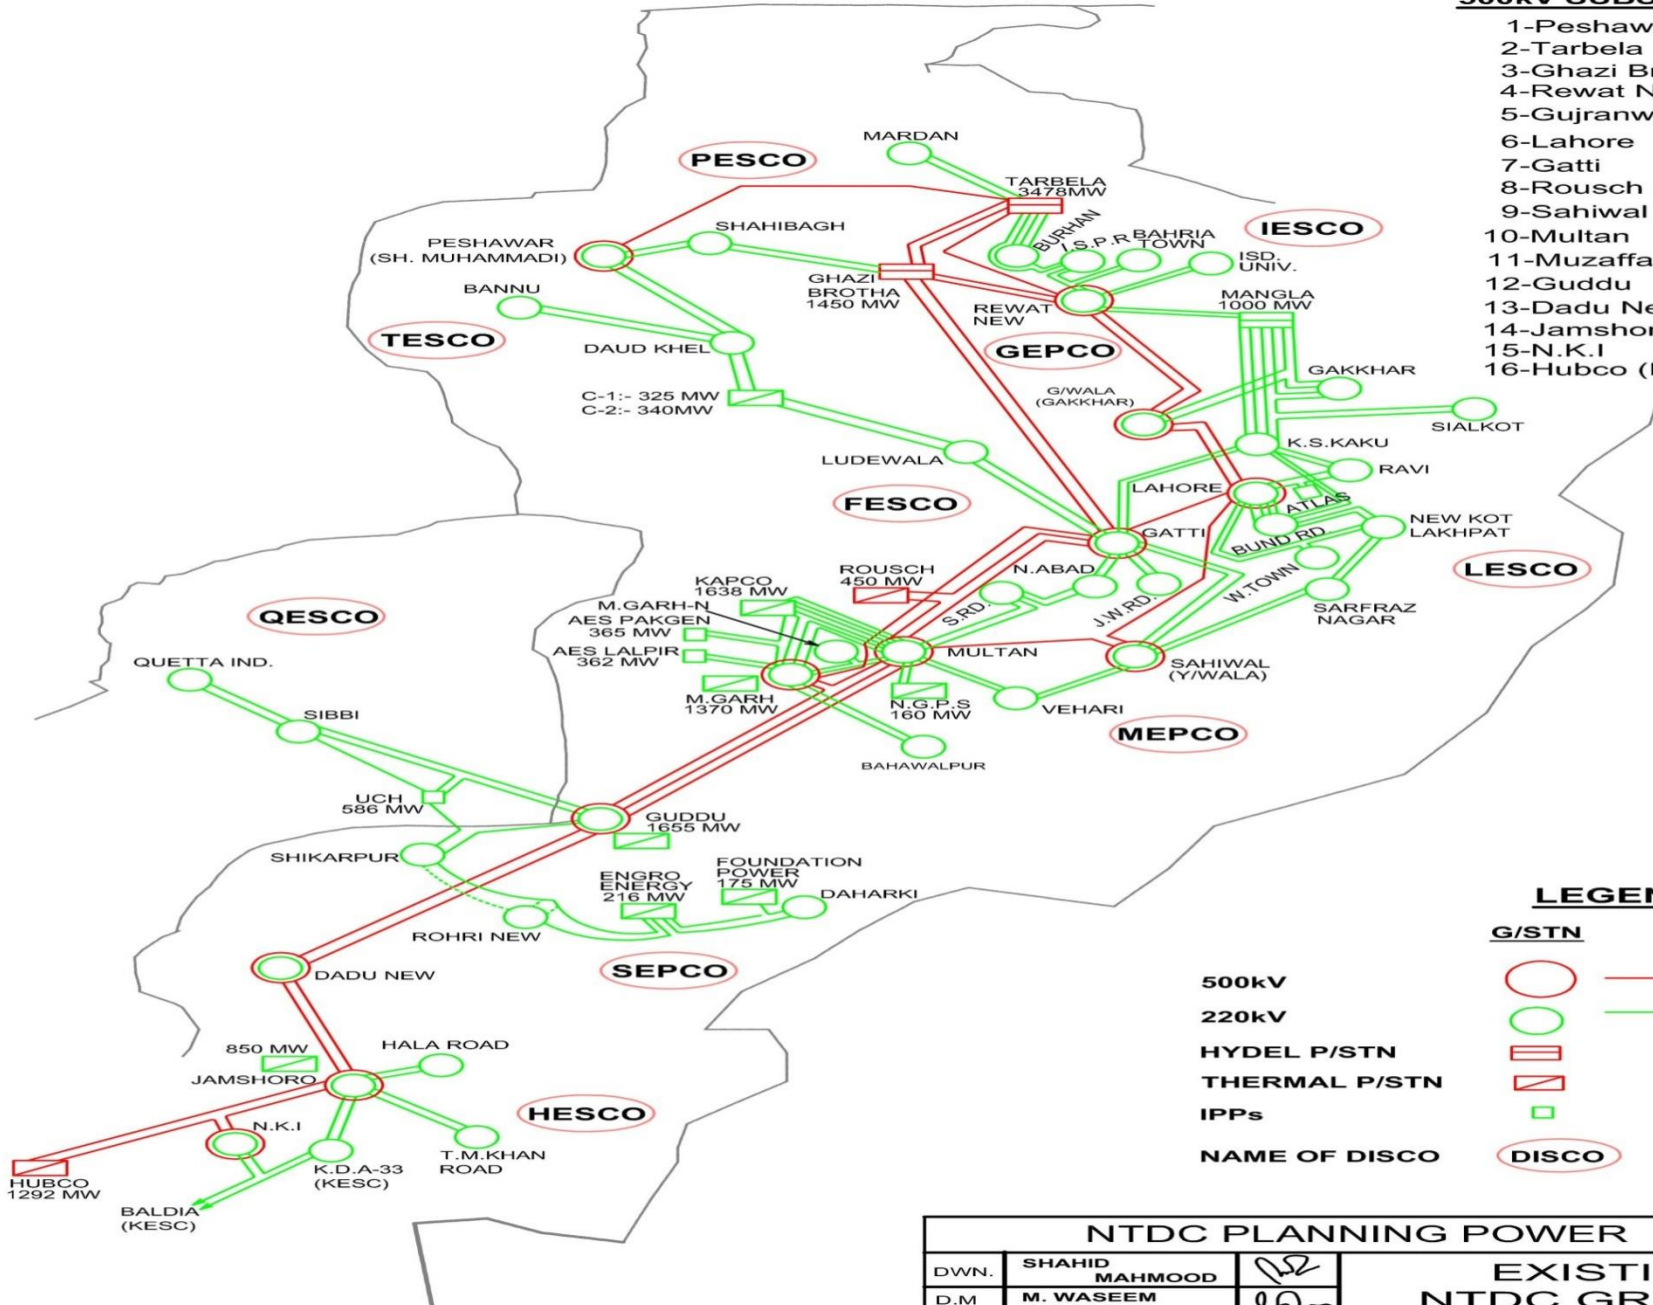 1-Peshaw
2-Tarbela
3-Ghazi Br
4-Rewat N
5-Gujranw
6-Lahore
7-Gatti
8-Rousch
9-Sahiwal
10-Multan
11-Muzaffa
12-Guddu
13-Dadu Ne
14-Jamshor
15-N.K.I
16-Hubco (
MARDAN
PESCO
TARBELA
3478MW
SHAHIBAGH
PESHAWAR
(SH. MUHAMMADI)
BURHAN
I.S.P.R
BAHRIA
TOWN
IESCO
ISD.
UNIV.
GHAZI
BROTHA
1450 MW
BANNU
REWAT
NEW
MANGLA
1000 MW
TESCO
DAUD KHEL
GEPCO
GAKKHAR
G/WALA
(GAKKHAR)
C-1:- 325 MW
C-2:- 340MW
SIALKOT
K.S.KAKU
LUDEWALA
RAVI
LAHORE
FESCO
ATLAS
GATTI
BUND RD
NEW KOT
LAKHPAT
ROUSCH
450 MW
N.ABAD
LESCO
KAPCO
1638 MW
S.RD.
J.W.RD.
W.TOWN
SARFRAZ
NAGAR
M.GARH-N
AES PAKGEN
365 MW
QESCO
AES LALPIR
362 MW
MULTAN
SAHIWAL
(Y/WALA)
QUETTA IND.
M.GARH
1370 MW
N.G.P.S
160 MW
VEHARI
SIBBI
MEPCO
BAHAWALPUR
UCH
586 MW
GUDDU
1655 MW
SHIKARPUR
ENGRO
ENERGY
216 MW
FOUNDATION
POWER
175 MW
DAHARKI
ROHRI NEW
SEPCO
DADU NEW
850 MW
JAMSHORO
HALA ROAD
N.K.I
HESCO
T.M.KHAN
ROAD
K.D.A-33
(KESC)
HUBCO
1292 MW
BALDIA
(KESC)
LEGEN
G/STN
500kV
220kV
HYDEL P/STN
THERMAL P/STN
IPPs
NAME OF DISCO
DISCO
NTDC PLANNING POWER
DWN.
SHAHID
MAHMOOD
EXISTI
D.M
M. WASEEM
NTDC GR